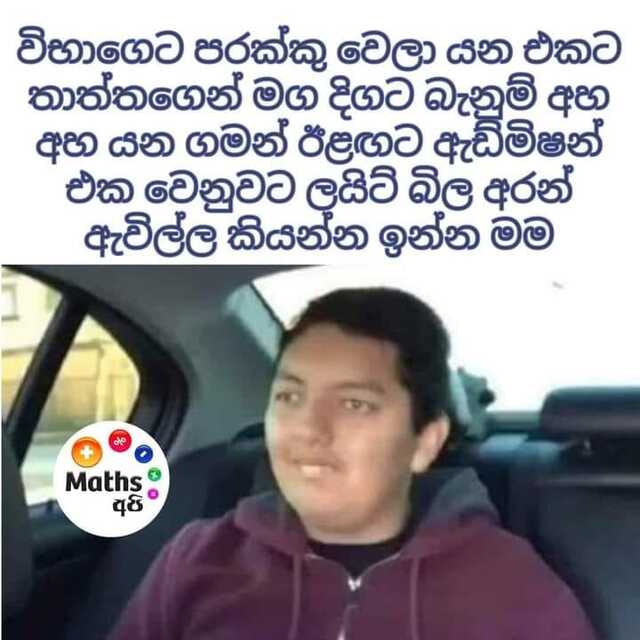 විභාගෙට පරක්කු වෙලා යන එකට
තාත්තගෙන් මග දිගට බැනුම් අහ
අහ යන ගමන් ඊළඟට ඇඩ්මිෂන්
එක වෙනුවට ලයිට් බිල අරන්
ඇවිල්ල කියන්න ඉන්න මම
Maths
අපි